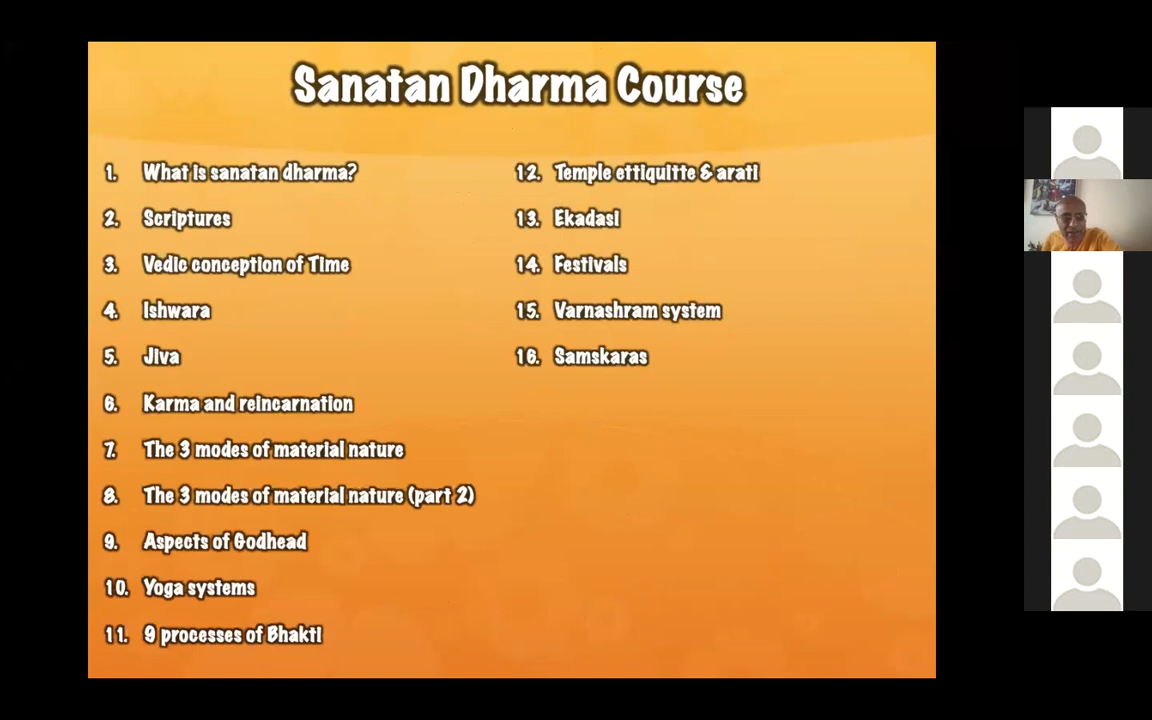 Sanatan Dharma Course
1. What is sanatan dharma?
2. Scriptures
3. Vedic conception of Time
4. Ishwara
5. Jiva
6. Karma and reincarnation
7. The 3 modes of material nature
8. The 3 modes of material nature (part 2)
9. Aspects of Godhead
10. Yoga systems
11. 9 processes of Bhakti
12. Temple ettiquitte & arati
13. Ekadasi
14. Festivals
15. Varnashram system
16. Samskaras